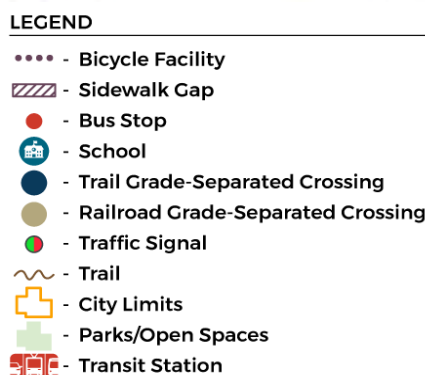 LEGEND
- Bicycle Facility
- Sidewalk Gap
- Bus Stop
- School
- Trail Grade-Separated Crossing
- Railroad Grade-Separated Crossing
- Traffic Signal
- Trail
- City Limits
- Parks/Open Spaces
- Transit Station